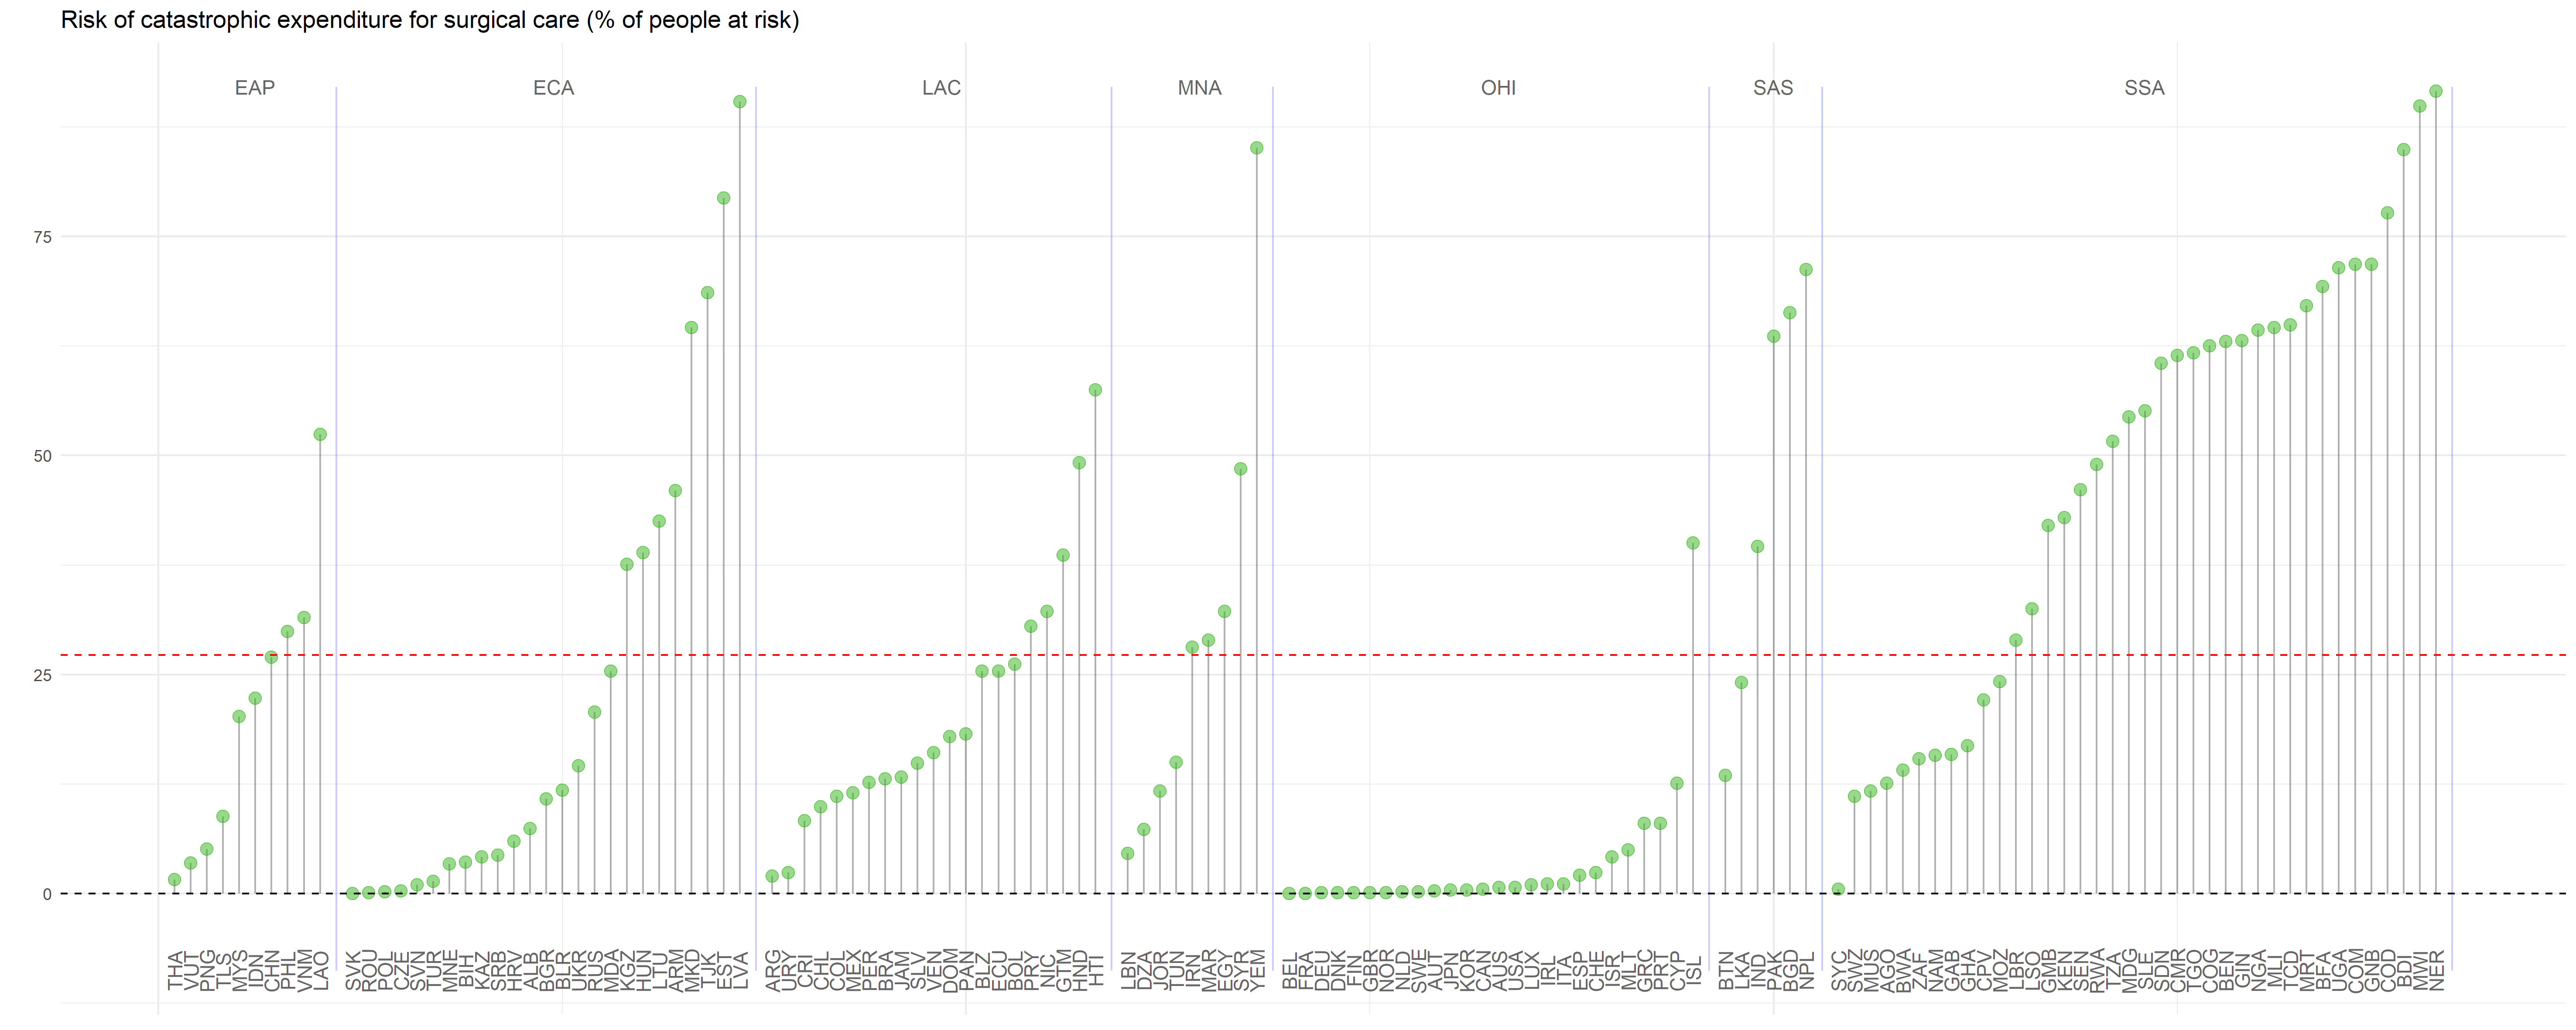 Risk of catastrophic expenditure for surgical care (% of people at risk)
EAP ECA LAC MNA OHI SAS SSA
75
50
25
0
THA VUT PNG TLS MYS IDN CHN PHL VNM LAO SVK ROU POL CZE SVN TUR MNE BIH KAZ SRB HRV ALB BGR BLR UKR RUS MDA KGZ HUN LTU ARM MKD TJK EST LVA ARG URY CRI CHL COL MEX PER BRA JAM SLV VEN DOM PAN BLZ ECU BOL PRY NIC GTM HND HTI LBN DZA JOR TUN IRN MAR EGY SYR YEM BEL FRA DEU DNK FIN GBR NOR NLD SWE AUT JPN KOR CAN AUS USA LUX IRL ITA ESP CHE ISR MLT GRC PRT CYP ISL BTN LKA IND PAK BGD NPL SYC SWZ MUS AGO BWA ZAF NAM GAB GHA CPV MOZ LBR LSO GMB KEN SEN RWA TZA MDG SLE SDN CMR TGO COG BEN GIN NGA MLI TCD MRT BFA UGA COM GNB COD BDI MWI NER